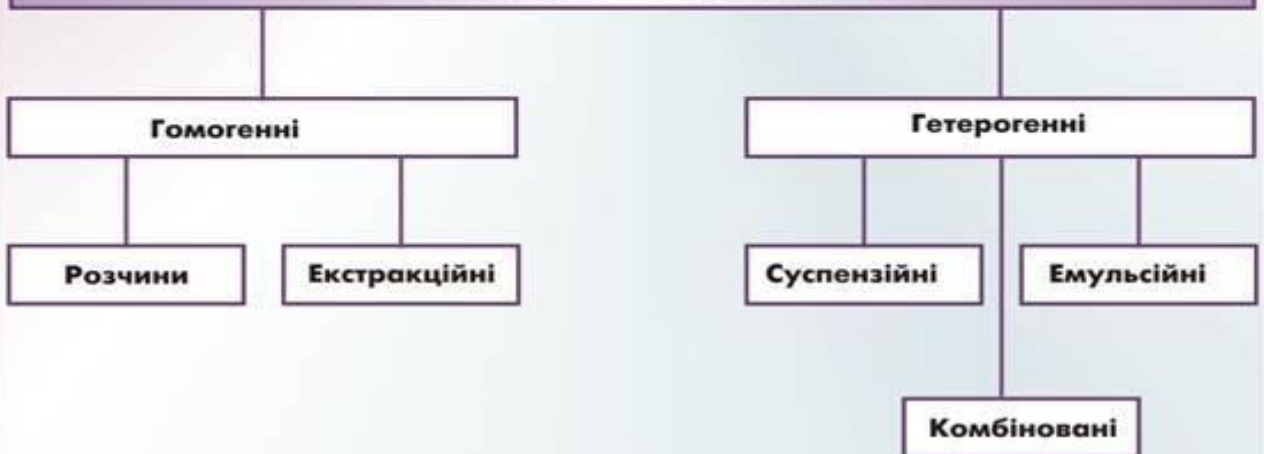 Гомогенні
Гетерогенні
Розчини
Екстракційні
Суспензійні
Емульсійні
Комбіновані